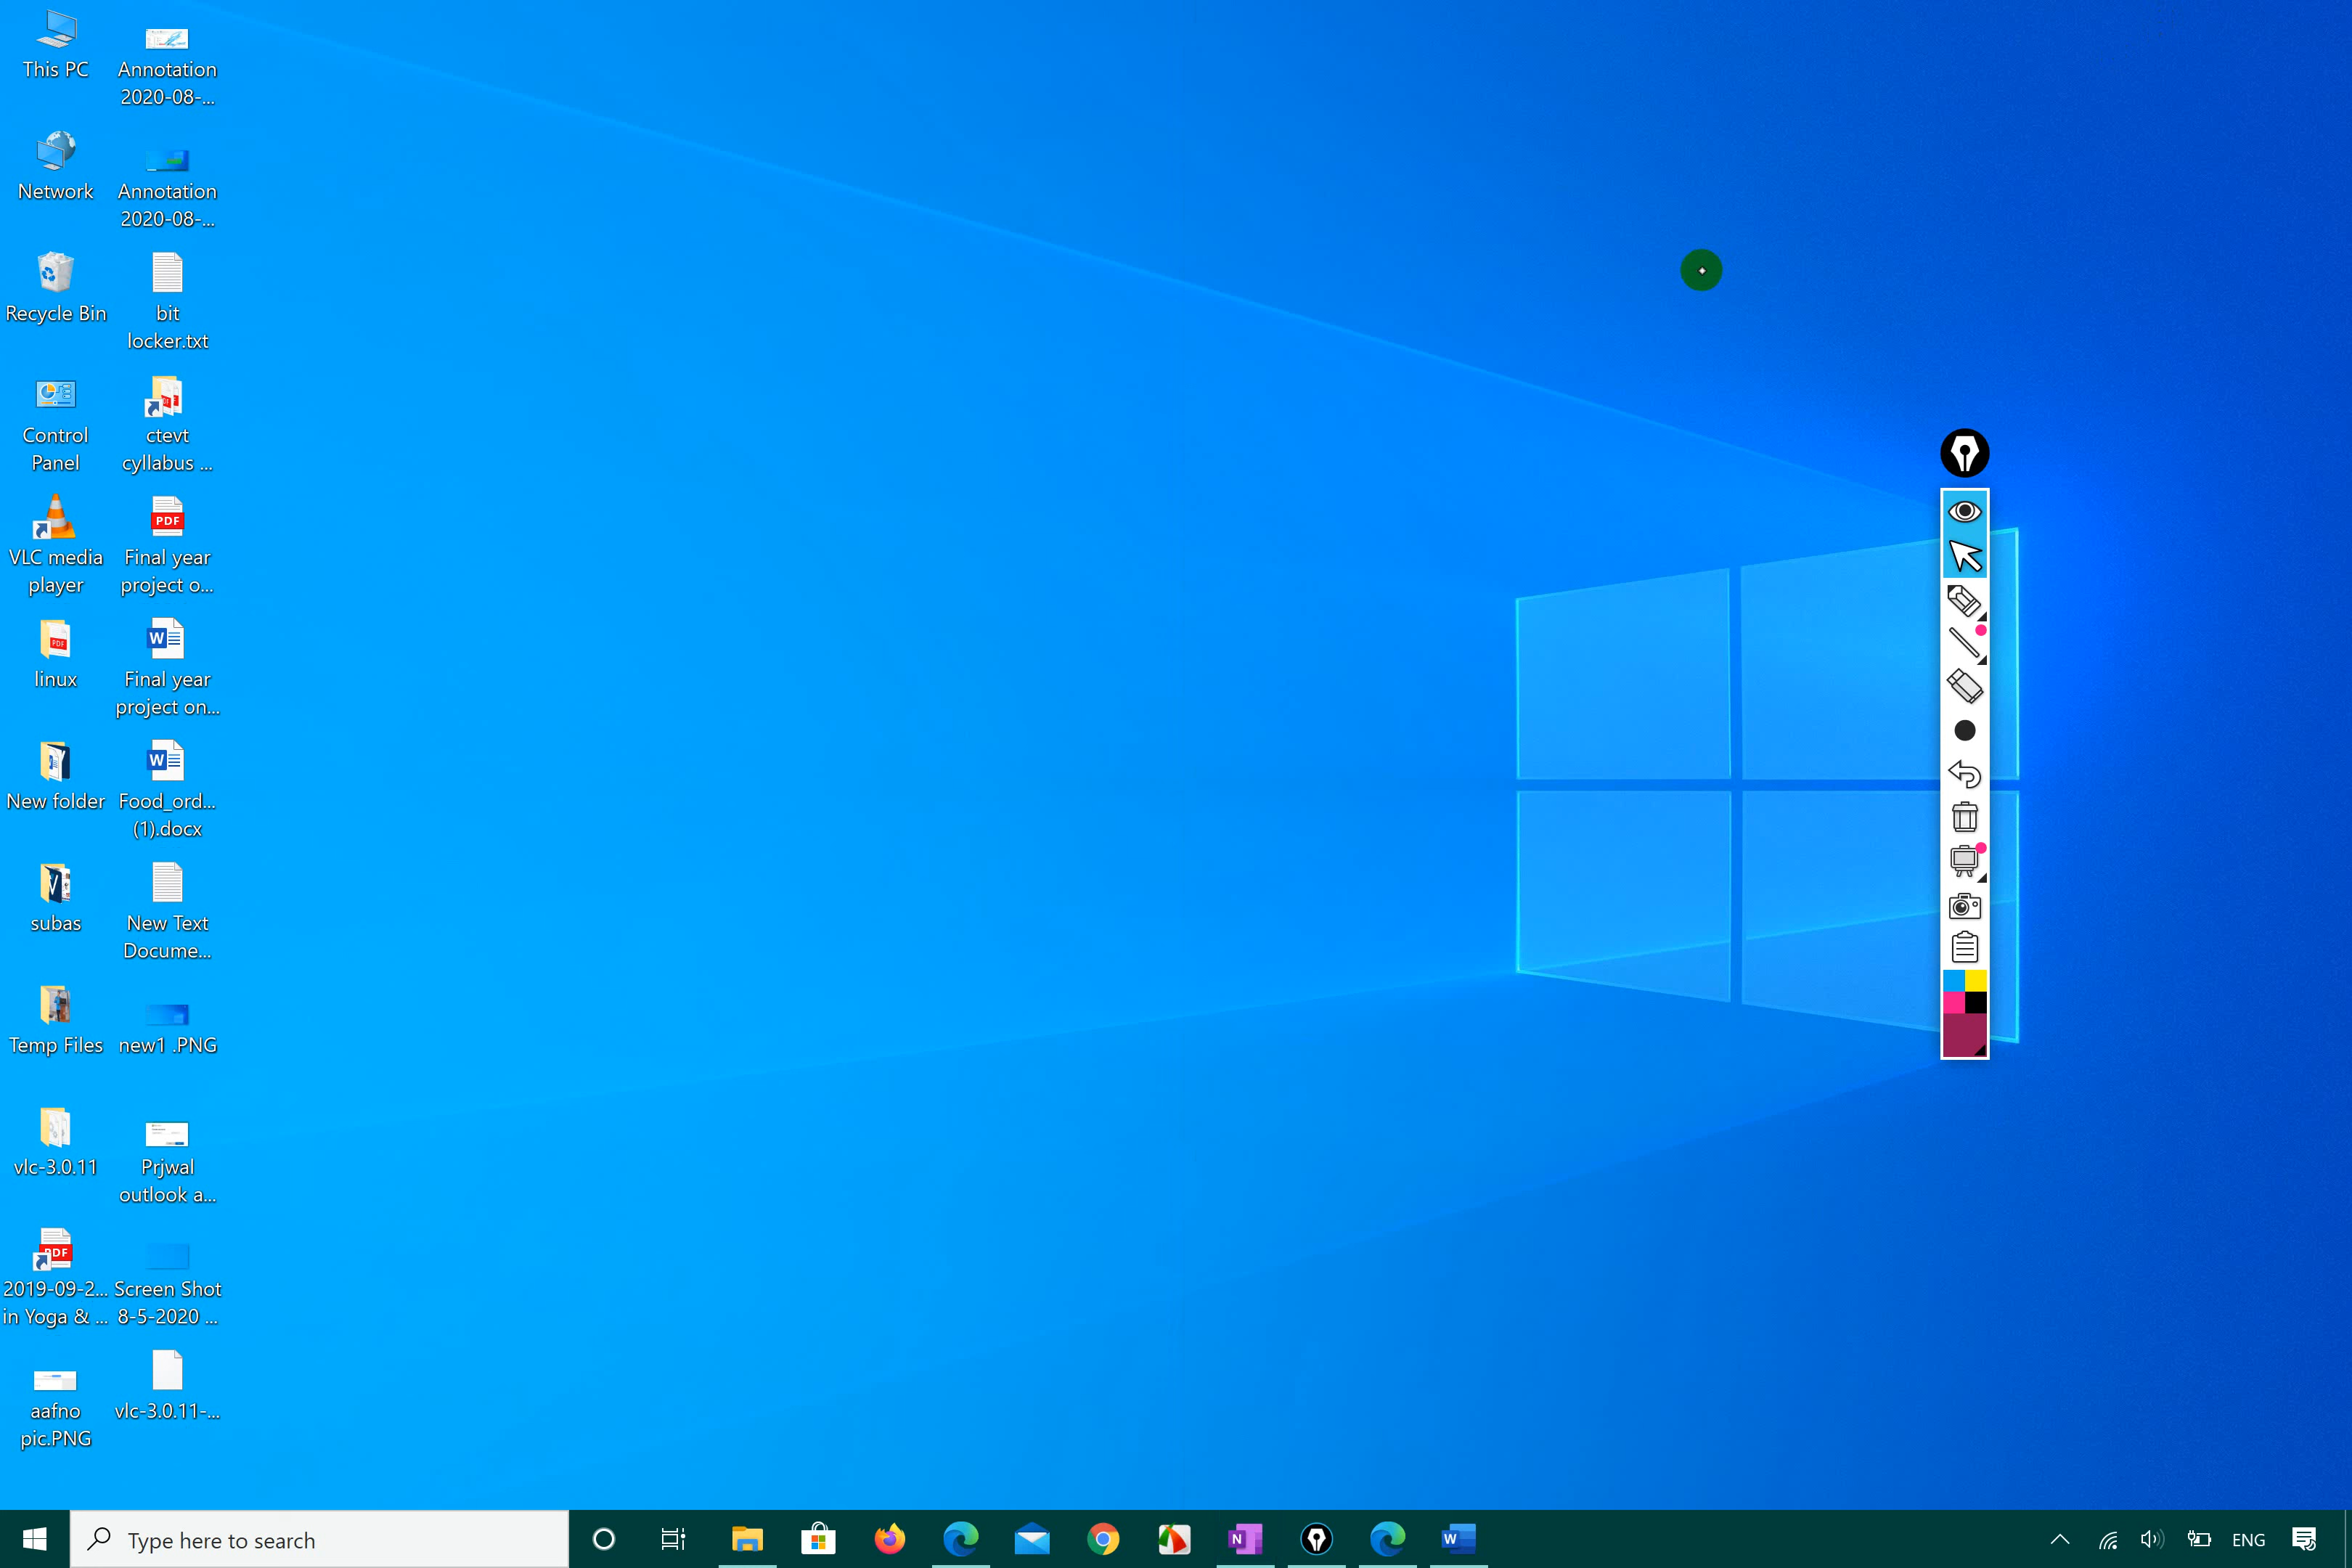 This PC
Annotation
2020-08-...
Network
Annotation
2020-08-...
Recycle Bin
bit
locker.txt
Control
Panel
ctevt
cyllabus ...
VLC media
player
PDF
Final year
project o...
PDF
linux
W
Final year
project on...
New folder
W
Food_ord...
(1).docx
subas
New Text
Docume...
Temp Files
new1 .PNG
vlc-3.0.11
Prjwal
outlook a...
PDF
2019-09-2...
in Yoga & ...
Screen Shot
8-5-2020 ...
aafno
pic.PNG
vlc-3.0.11-...
Type here to search
N
W
ENG